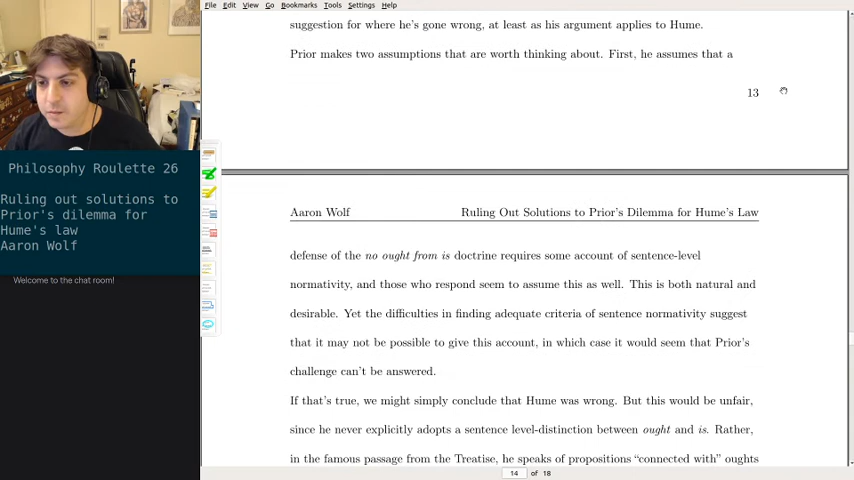 File Edit View Go Bookmarks Tools Settings Help
suggestion for where he's gone wrong, at least as his argument applies to Hume.
Prior makes two assumptions that are worth thinking about. First, he assumes that a
13
Philosophy Roulette 26
Ruling out solutions to
Prior's dilemma for
Hume's law
Aaron Wolf
Welcome to the chat room!
Aaron Wolf Ruling Out Solutions to Prior's Dilemma for Hume's Law
defense of the no ought from is doctrine requires some account of sentence-level
normativity, and those who respond seem to assume this as well. This is both natural and
desirable. Yet the difficulties in finding adequate criteria of sentence normativity suggest
that it may not be possible to give this account, in which case it would seem that Prior's
challenge can't be answered.
If that's true, we might simply conclude that Hume was wrong. But this would be unfair,
since he never explicitly adopts a sentence level-distinction between ought and is. Rather,
in the famous passage from the Treatise, he speaks of propositions “connected with” oughts
14 of 18